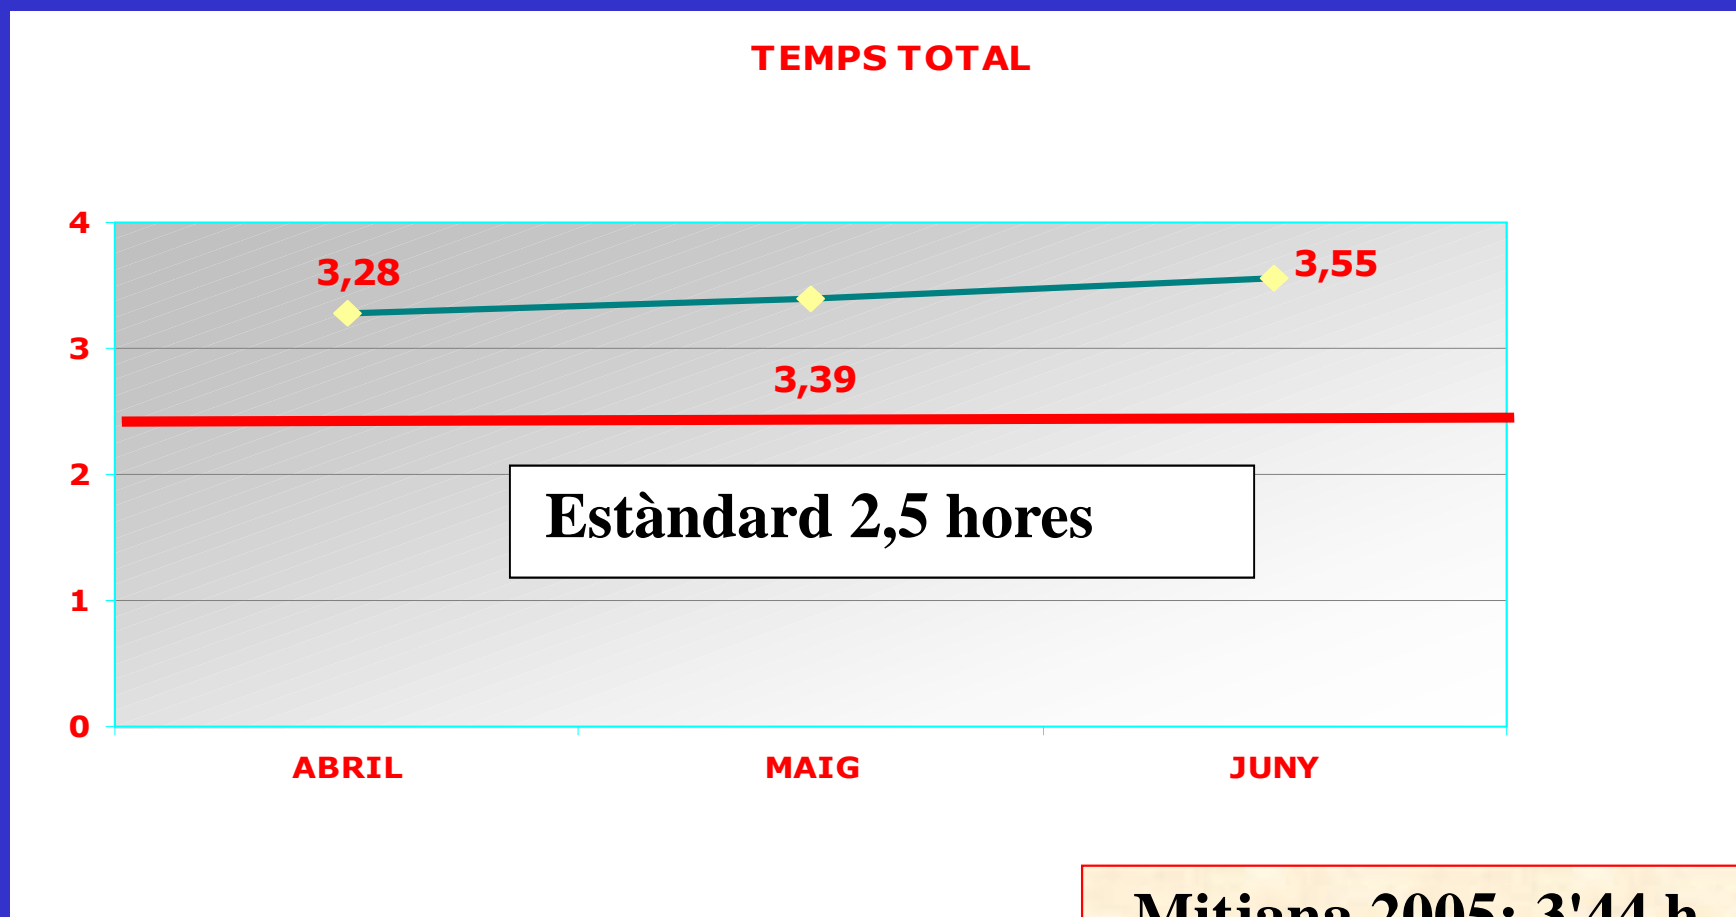 TEMPS TOTAL
4
3,28
3,55
3
3,39
2
Estàndard 2,5 hores
1
0
ABRIL MAIG JUNY
Mitjana 2005: 3'44 h